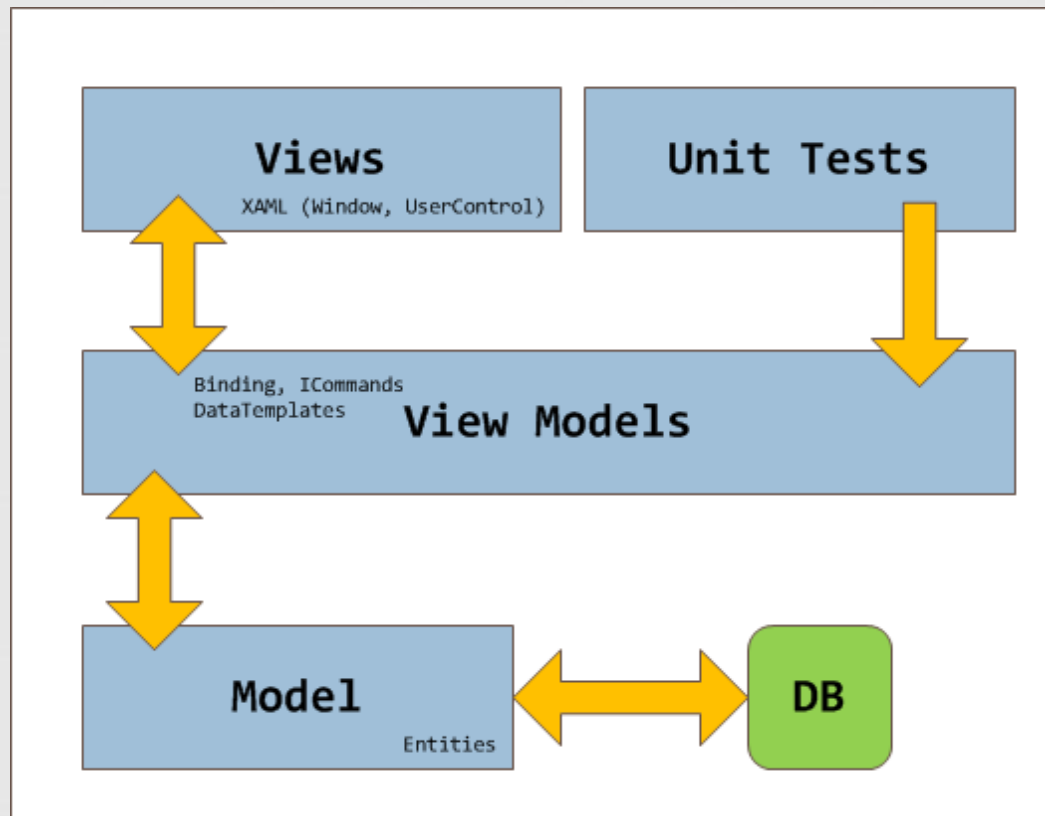 Views
XAML (Window, UserControl)
Unit Tests
Binding, ICommands
DataTemplates
View Models
Model
Entities
DB